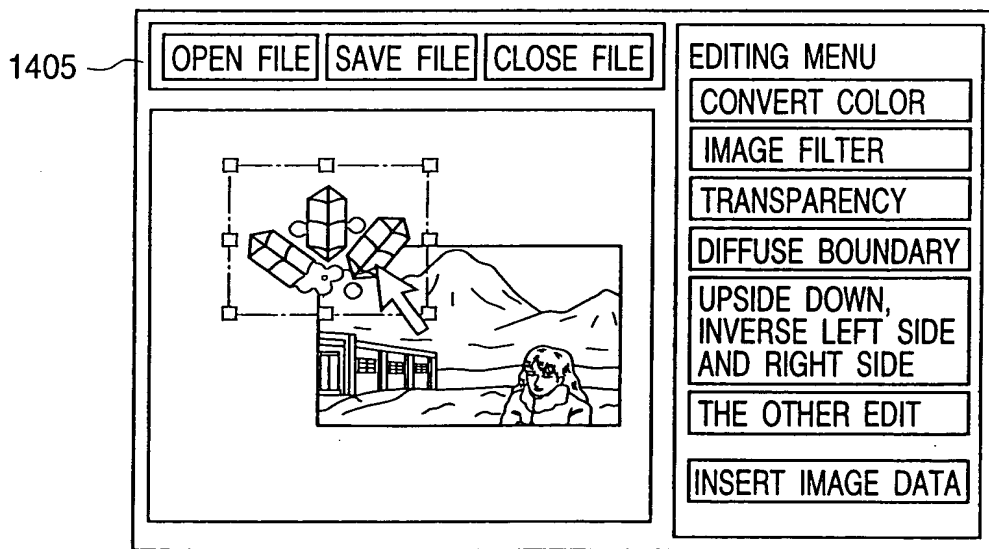 1405
OPEN FILE
SAVE FILE
CLOSE FILE
EDITING MENU
CONVERT COLOR
IMAGE FILTER
TRANSPARENCY
DIFFUSE BOUNDARY
UPSIDE DOWN,
INVERSE LEFT SIDE
AND RIGHT SIDE
THE OTHER EDIT
INSERT IMAGE DATA